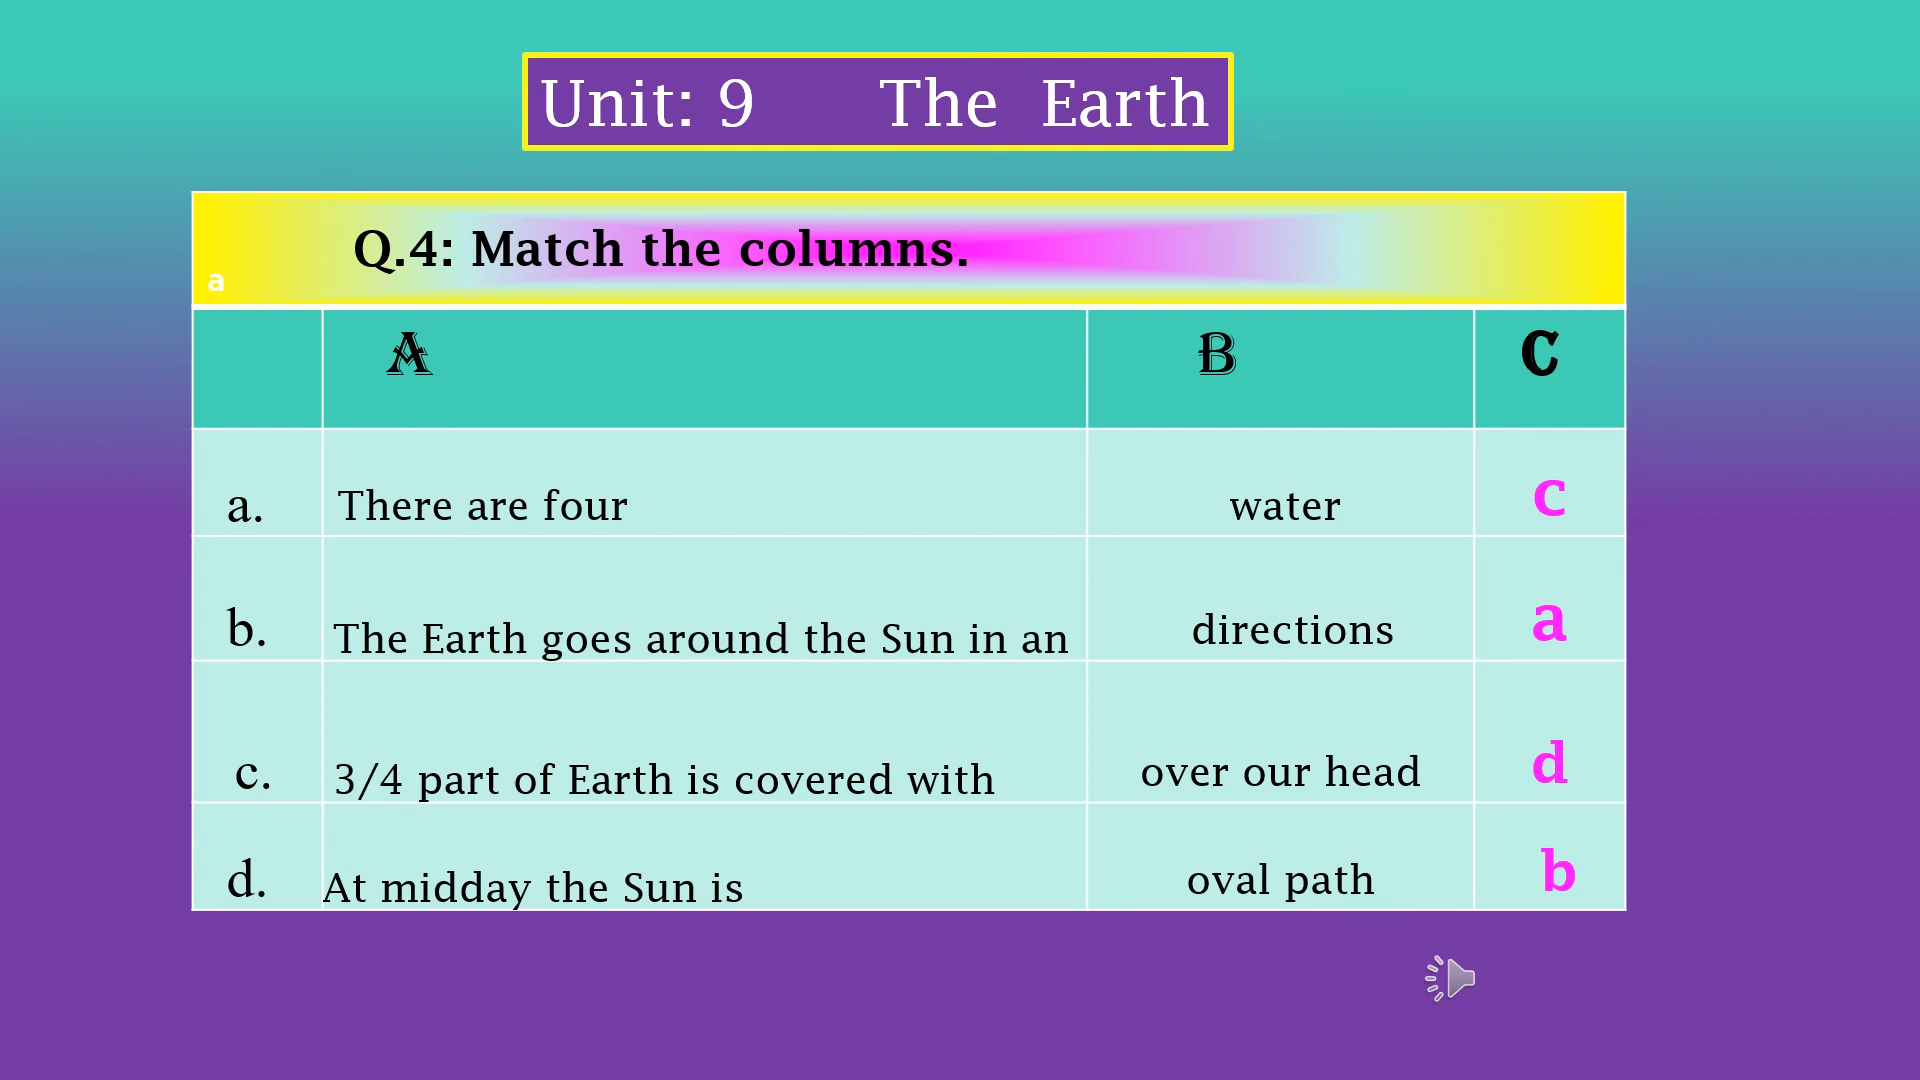 Unit: 9 The Earth
Q.4: Match the columns.
a
A B C
a. There are four water c
b. The Earth goes around the Sun in an directions a
c. 3/4 part of Earth is covered with over our head d
d. At midday the Sun is oval path b